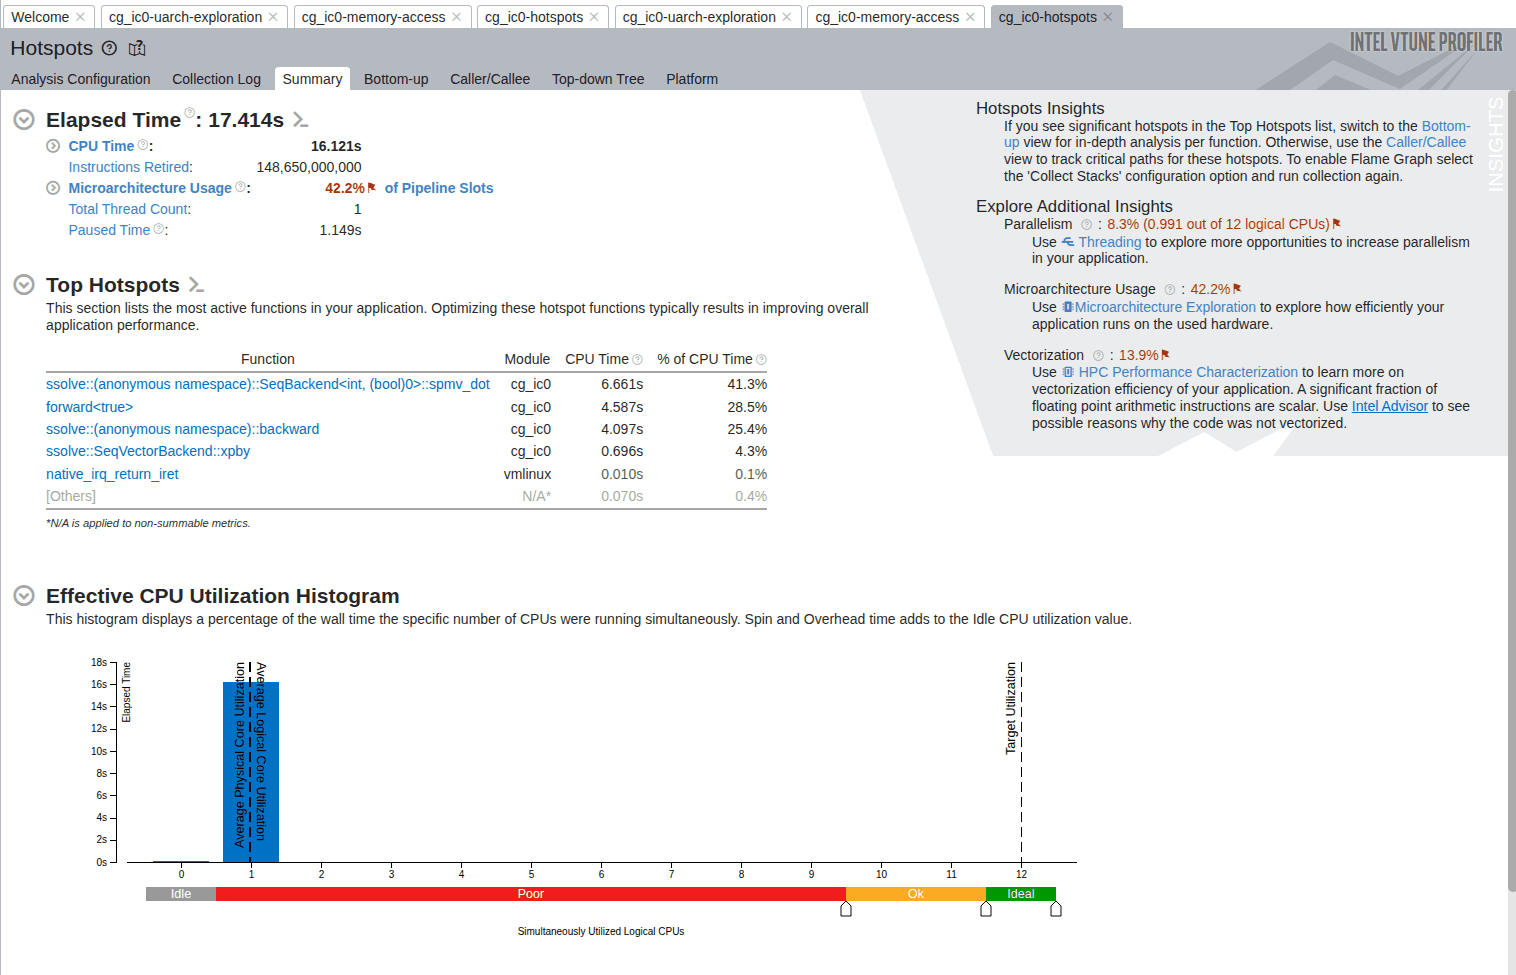 Welcome cg_ic0-uarch-exploration cg_ic0-memory-access cg_ic0-hotspots cg_ic0-uarch-exploration cg_ic0-memory-access cg_ic0-hotspots
Hotspots
INTEL VTUNE PROFILER
Analysis Configuration Collection Log Summary Bottom-up Caller/Callee Top-down Tree Platform
Elapsed Time : 17.414s
CPU Time : 16.121s
Instructions Retired: 148,650,000,000
Microarchitecture Usage : 42.2% of Pipeline Slots
Total Thread Count: 1
Paused Time : 1.149s
Top Hotspots
This section lists the most active functions in your application. Optimizing these hotspot functions typically results in improving overall
application performance.
Function Module CPU Time % of CPU Time
ssolve::(anonymous namespace)::SeqBackend<int, (bool)0>::spmv_dot cg_ic0 6.661s 41.3%
forward<true> cg_ic0 4.587s 28.5%
ssolve::(anonymous namespace)::backward cg_ic0 4.097s 25.4%
ssolve::SeqVectorBackend::xpby cg_ic0 0.696s 4.3%
native_irq_return_iret vmlinux 0.010s 0.1%
[Others] N/A* 0.070s 0.4%
*N/A is applied to non-summable metrics.
Hotspots Insights
If you see significant hotspots in the Top Hotspots list, switch to the Bottom-
up view for in-depth analysis per function. Otherwise, use the Caller/Callee
view to track critical paths for these hotspots. To enable Flame Graph select
the 'Collect Stacks' configuration option and run collection again.
Explore Additional Insights
Parallelism : 8.3% (0.991 out of 12 logical CPUs)
Use Threading to explore more opportunities to increase parallelism
in your application.
Microarchitecture Usage : 42.2%
Use Microarchitecture Exploration to explore how efficiently your
application runs on the used hardware.
Vectorization : 13.9%
Use HPC Performance Characterization to learn more on
vectorization efficiency of your application. A significant fraction of
floating point arithmetic instructions are scalar. Use Intel Advisor to see
possible reasons why the code was not vectorized.
INSIGHTS
Effective CPU Utilization Histogram
This histogram displays a percentage of the wall time the specific number of CPUs were running simultaneously. Spin and Overhead time adds to the Idle CPU utilization value.
18s
16s
14s
12s
10s
8s
6s
4s
2s
0s
Elapsed Time
Average Physical Core Utilization
Average Logical Core Utilization
Target Utilization
0 1 2 3 4 5 6 7 8 9 10 11 12
Idle Poor Ok Ideal
Simultaneously Utilized Logical CPUs